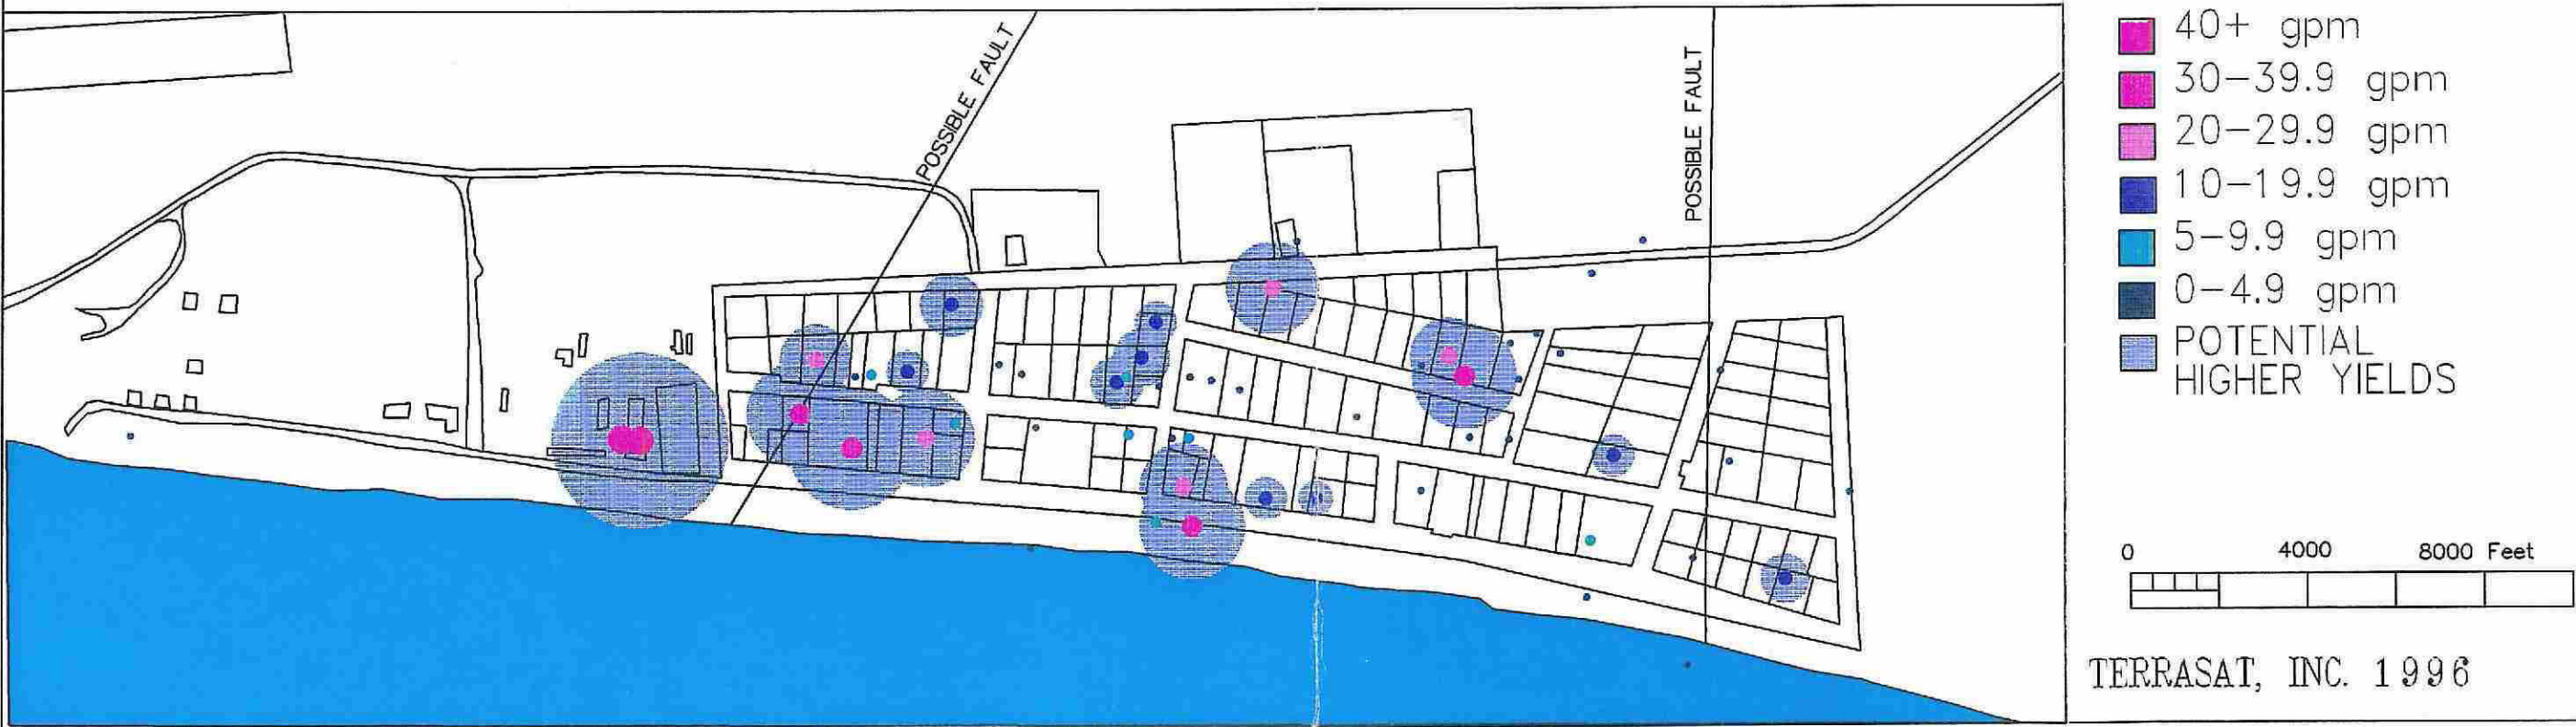 POSSIBLE FAULT
POSSIBLE FAULT
40+ gpm
30-39.9 gpm
20-29.9 gpm
10-19.9 gpm
5-9.9 gpm
0-4.9 gpm
POTENTIAL
HIGHER YIELDS
0 4000 8000 Feet
TERRASAT, INC. 1996